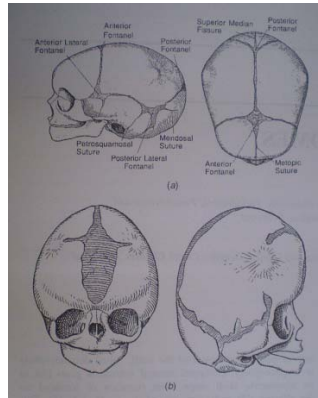 Anterior Lateral
Fontanel
Anterior
Fontanel
Posterior
Fontanel
Petrosquamosal
Suture
Posterior Lateral
Fontanel
Mendosal
Suture
(a)
Superior Median
Fissure
Posterior
Fontanel
Anterior
Fontanel
Metopic
Suture
(b)